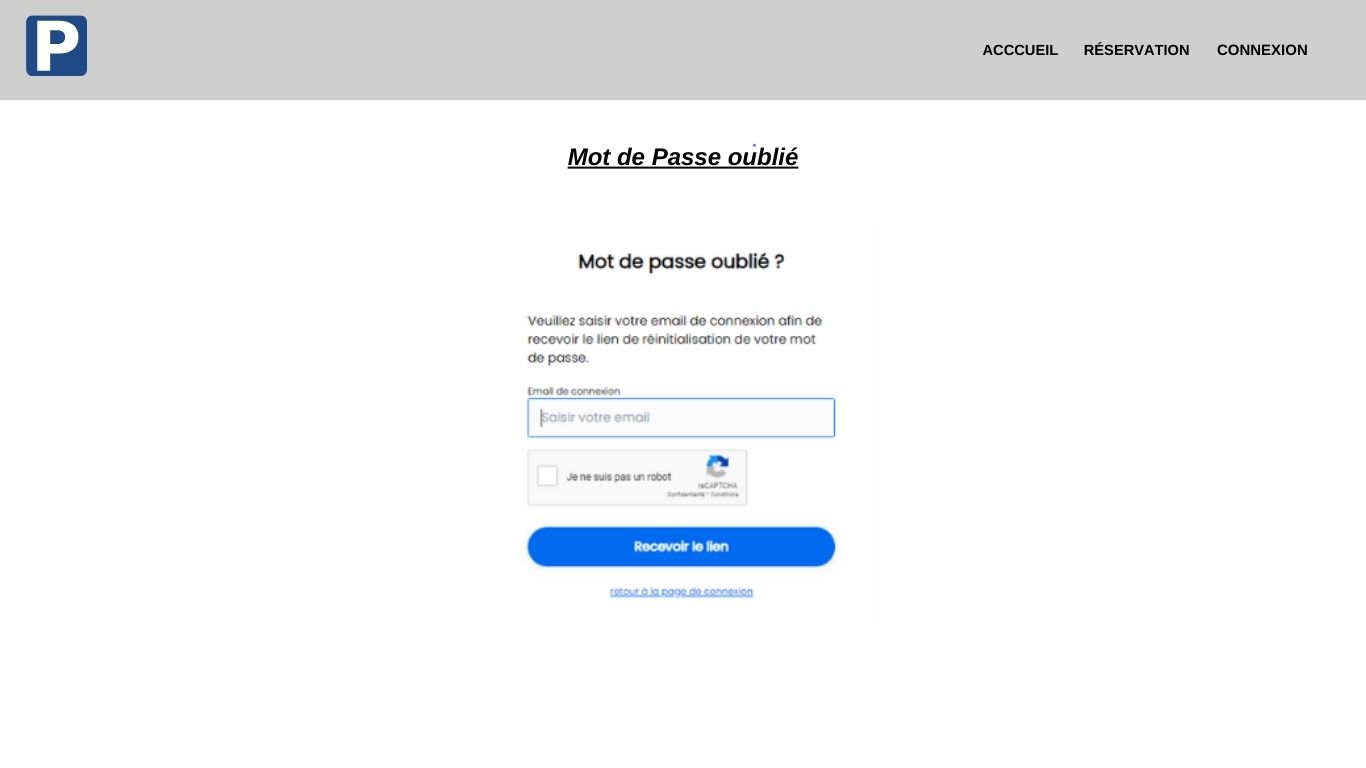 P
ACCCUEIL RÉSERVATION CONNEXION
Mot de Passe oublié
Mot de passe oublié ?
Veuillez saisir votre email de connexion afin de
recevoir le lien de réinitialisation de votre mot
de passe.
Email de connexion
Saisir votre email
Je ne suis pas un robot
reCAPTCHA
Confidentialité - Conditions
Recevoir le lien
retour à la page de connexion